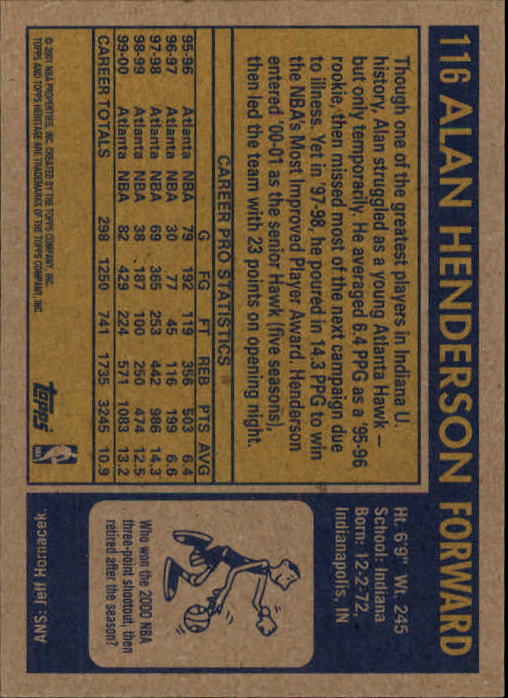 116 ALAN HENDERSON FORWARD
Though one of the greatest players in Indiana U.
history, Alan struggled as a young Atlanta Hawk –
but only temporarily. He averaged 6.4 PPG as a '95-96
rookie, then missed most of the next campaign due
to illness. Yet in '97-98, he poured in 14.3 PPG to win
the NBA's Most Improved Player Award. Henderson
entered '00-01 as the senior Hawk (five seasons),
then led the team with 23 points on opening night.
CAREER PRO STATISTICS
G FG FT REB PTS AVG
95-96 Atlanta NBA 79 192 119 356 503 6.4
96-97 Atlanta NBA 30 77 45 116 199 6.6
97-98 Atlanta NBA 69 365 253 442 986 14.3
98-99 Atlanta NBA 38 187 100 250 474 12.5
99-00 Atlanta NBA 82 429 224 571 1083 13.2
CAREER TOTALS 298 1250 741 1735 3245 10.9
© 2001 NBA PROPERTIES, INC. CREATED BY THE TOPPS COMPANY, INC.
TOPPS AND TOPPS HERITAGE ARE TRADEMARKS OF THE TOPPS COMPANY, INC.
Topps
NBA
Ht. 6'9" Wt. 245
School: Indiana
Born: 12-2-72,
Indianapolis, IN
Who won the 2000 NBA
three-point shootout, then
retired after the season?
ANS: Jeff Hornacek.